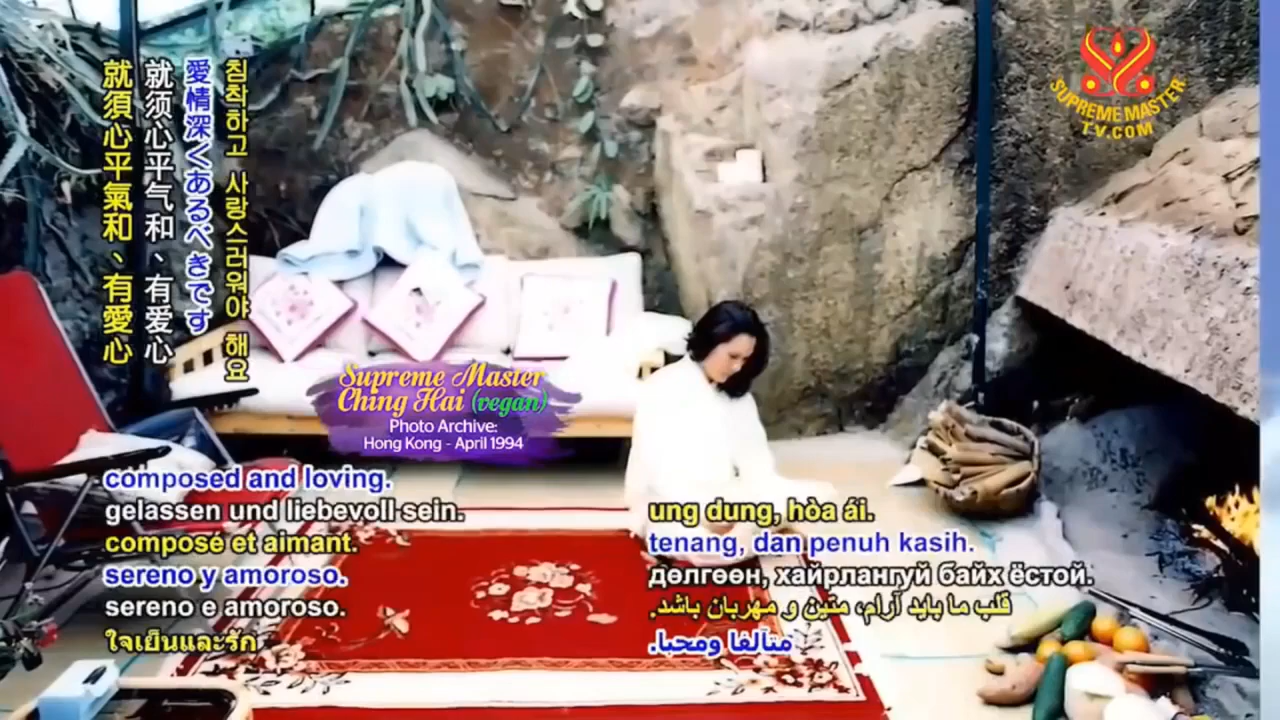 就須心平氣和、有愛心
就须心平气和、有爱心
愛情深くあるべきです
침착하고 사랑스러워야 해요
SUPREME MASTER
TV.COM
Supreme Master
Ching Hai (vegan)
Photo Archive:
Hong Kong - April 1994
composed and loving.
gelassen und liebevoll sein.
composé et aimant.
sereno y amoroso.
sereno e amoroso.
ใจเย็นและรัก
ung dung, hòa ái.
tenang, dan penuh kasih.
дөлгөөн, хайрлангуй байх ёстой.
قلب ما باید آرام، متین و مهربان باشد.
متآلفا ومحبا.